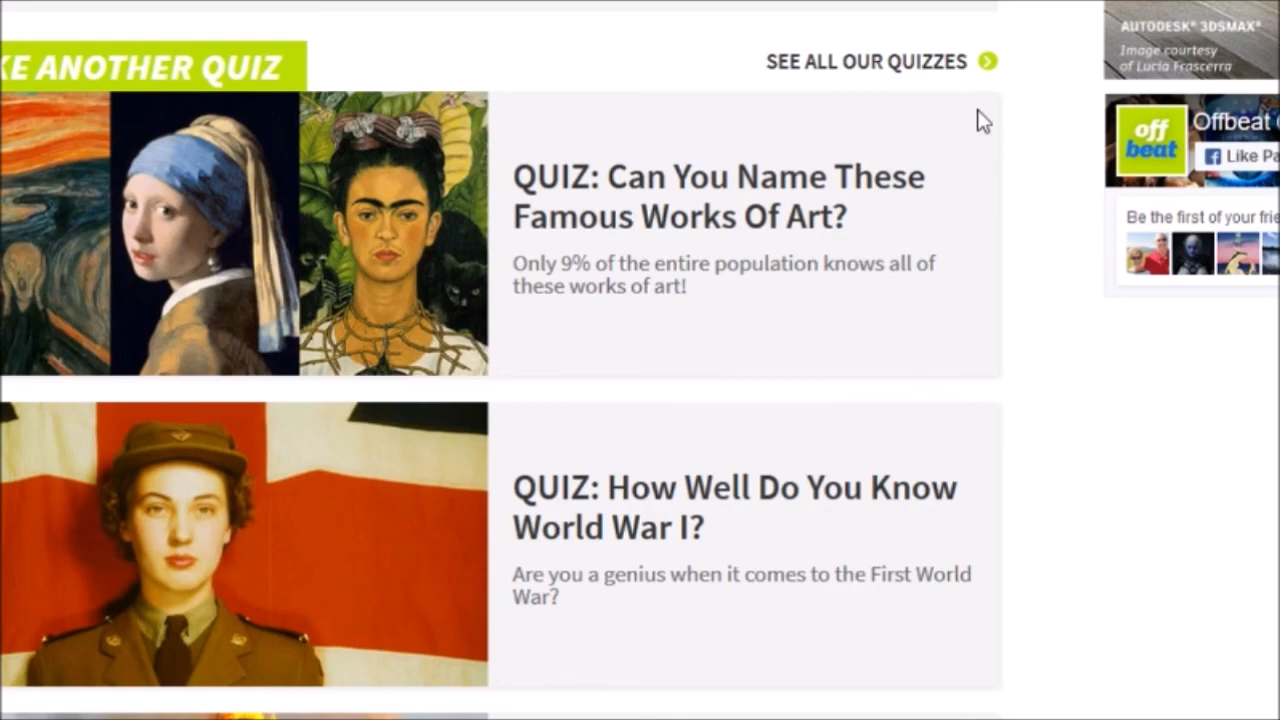 KE ANOTHER QUIZ
SEE ALL OUR QUIZZES
QUIZ: Can You Name These
Famous Works Of Art?
Only 9% of the entire population knows all of
these works of art!
QUIZ: How Well Do You Know
World War I?
Are you a genius when it comes to the First World
War?
AUTODESK® 3DSMAX®
Image courtesy
of Lucia Frascerra
off
beat
Offbeat
Like Pa
Be the first of your frie